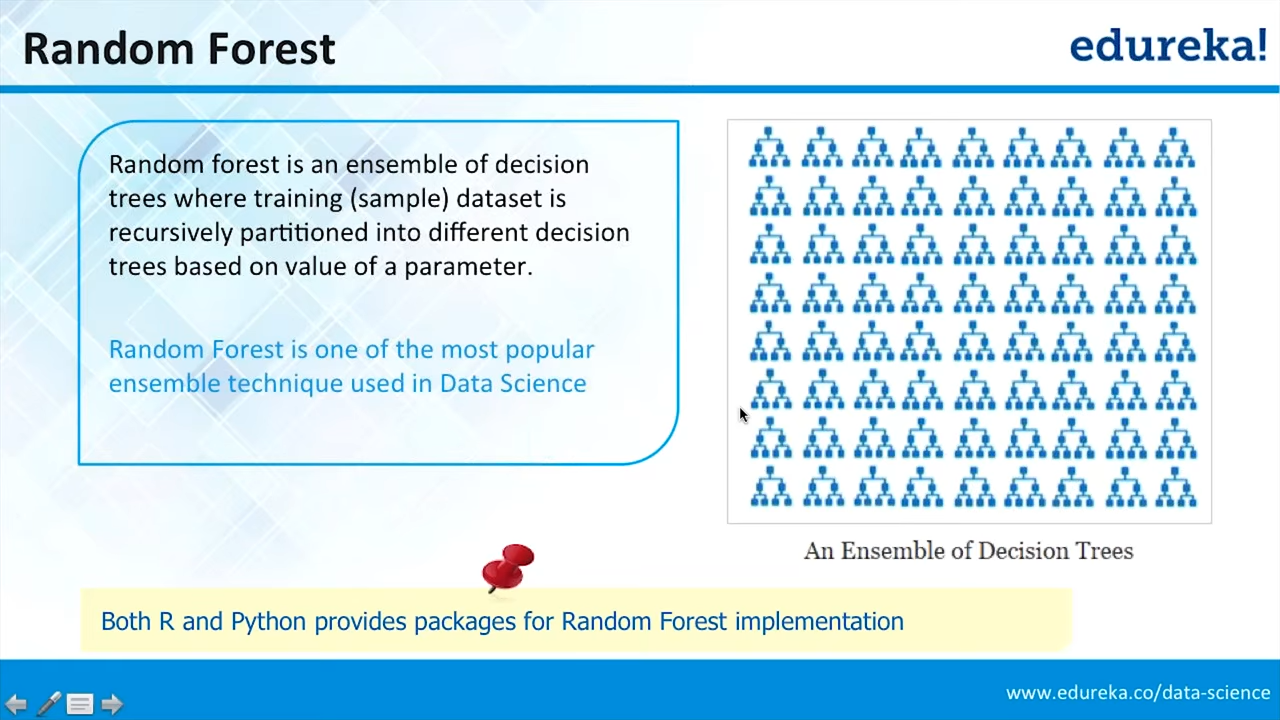 Random Forest
edureka!
Random forest is an ensemble of decision
trees where training (sample) dataset is
recursively partitioned into different decision
trees based on value of a parameter.
Random Forest is one of the most popular
ensemble technique used in Data Science
An Ensemble of Decision Trees
Both R and Python provides packages for Random Forest implementation
www.edureka.co/data-science